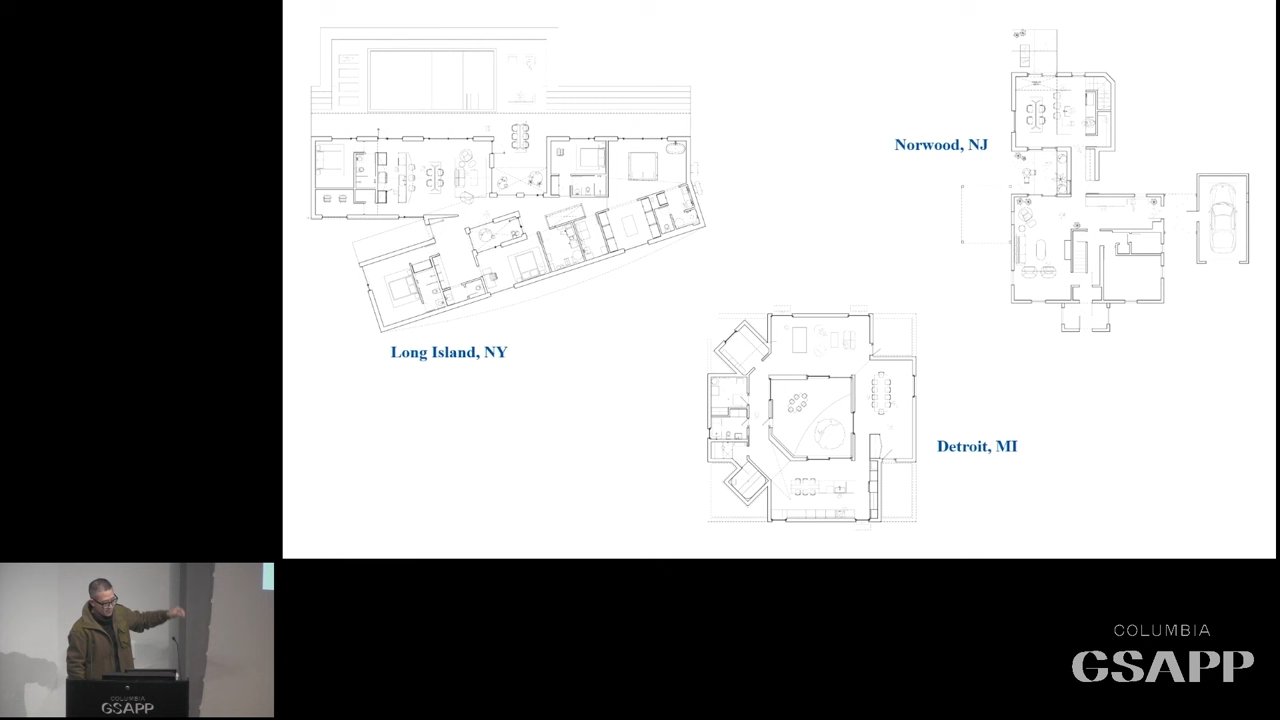 Norwood, NJ
Long Island, NY
Detroit, MI
COLUMBIA
GSAPP
COLUMBIA
GSAPP